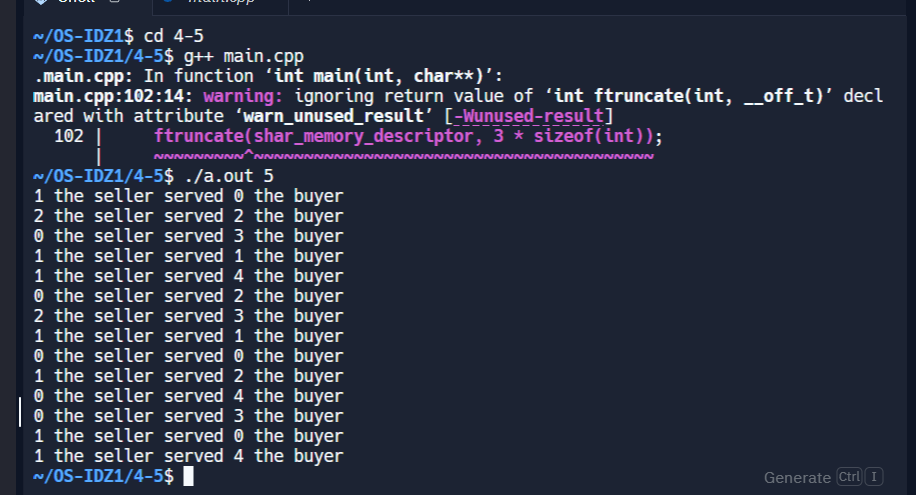 Shell main.cpp
~/OS-IDZ1$ cd 4-5
~/OS-IDZ1/4-5$ g++ main.cpp
.main.cpp: In function ‘int main(int, char**)’:
main.cpp:102:14: warning: ignoring return value of ‘int ftruncate(int, __off_t)’ decl
ared with attribute ‘warn_unused_result’ [-Wunused-result]
102 | ftruncate(shar_memory_descriptor, 3 * sizeof(int));
| ~~~~~~~~~^~~~~~~~~~~~~~~~~~~~~~~~~~~~~~~~~~~~~~~~~
~/OS-IDZ1/4-5$ ./a.out 5
1 the seller served 0 the buyer
2 the seller served 2 the buyer
0 the seller served 3 the buyer
1 the seller served 1 the buyer
1 the seller served 4 the buyer
0 the seller served 2 the buyer
2 the seller served 3 the buyer
1 the seller served 1 the buyer
0 the seller served 0 the buyer
1 the seller served 2 the buyer
0 the seller served 4 the buyer
0 the seller served 3 the buyer
1 the seller served 0 the buyer
1 the seller served 4 the buyer
~/OS-IDZ1/4-5$
Generate Ctrl I